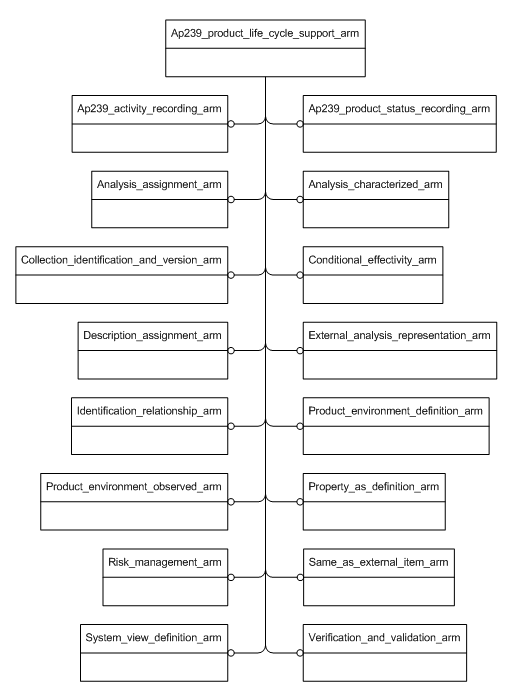 Ap239_product_life_cycle_support_arm
Ap239_activity_recording_arm
Ap239_product_status_recording_arm
Analysis_assignment_arm
Analysis_characterized_arm
Collection_identification_and_version_arm
Conditional_effectivity_arm
Description_assignment_arm
External_analysis_representation_arm
Identification_relationship_arm
Product_environment_definition_arm
Product_environment_observed_arm
Property_as_definition_arm
Risk_management_arm
Same_as_external_item_arm
System_view_definition_arm
Verification_and_validation_arm